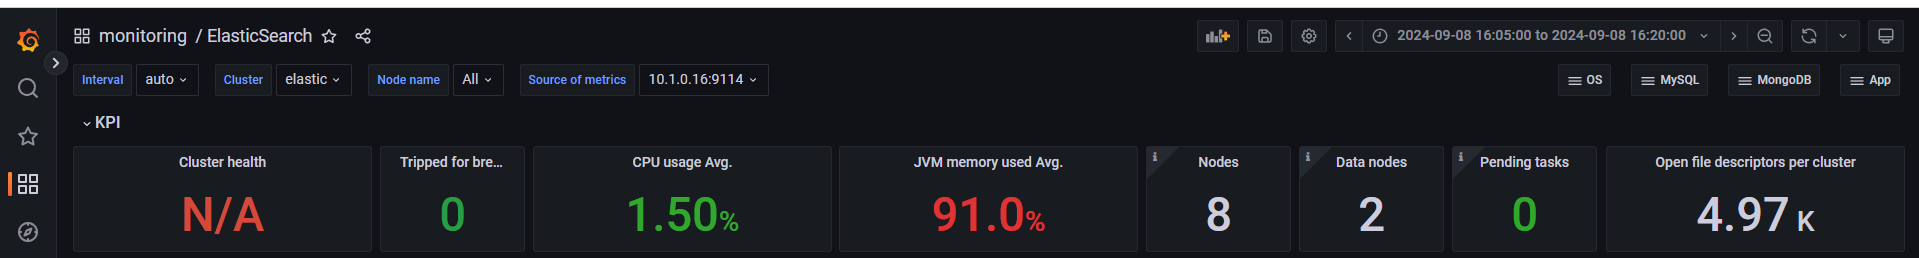 monitoring / ElasticSearch
2024-09-08 16:05:00 to 2024-09-08 16:20:00
Interval auto Cluster elastic Node name All Source of metrics 10.1.0.16:9114
OS MySQL MongoDB App
KPI
Cluster health
N/A
Tripped for bre...
0
CPU usage Avg.
1.50%
JVM memory used Avg.
91.0%
Nodes
8
Data nodes
2
Pending tasks
0
Open file descriptors per cluster
4.97 K